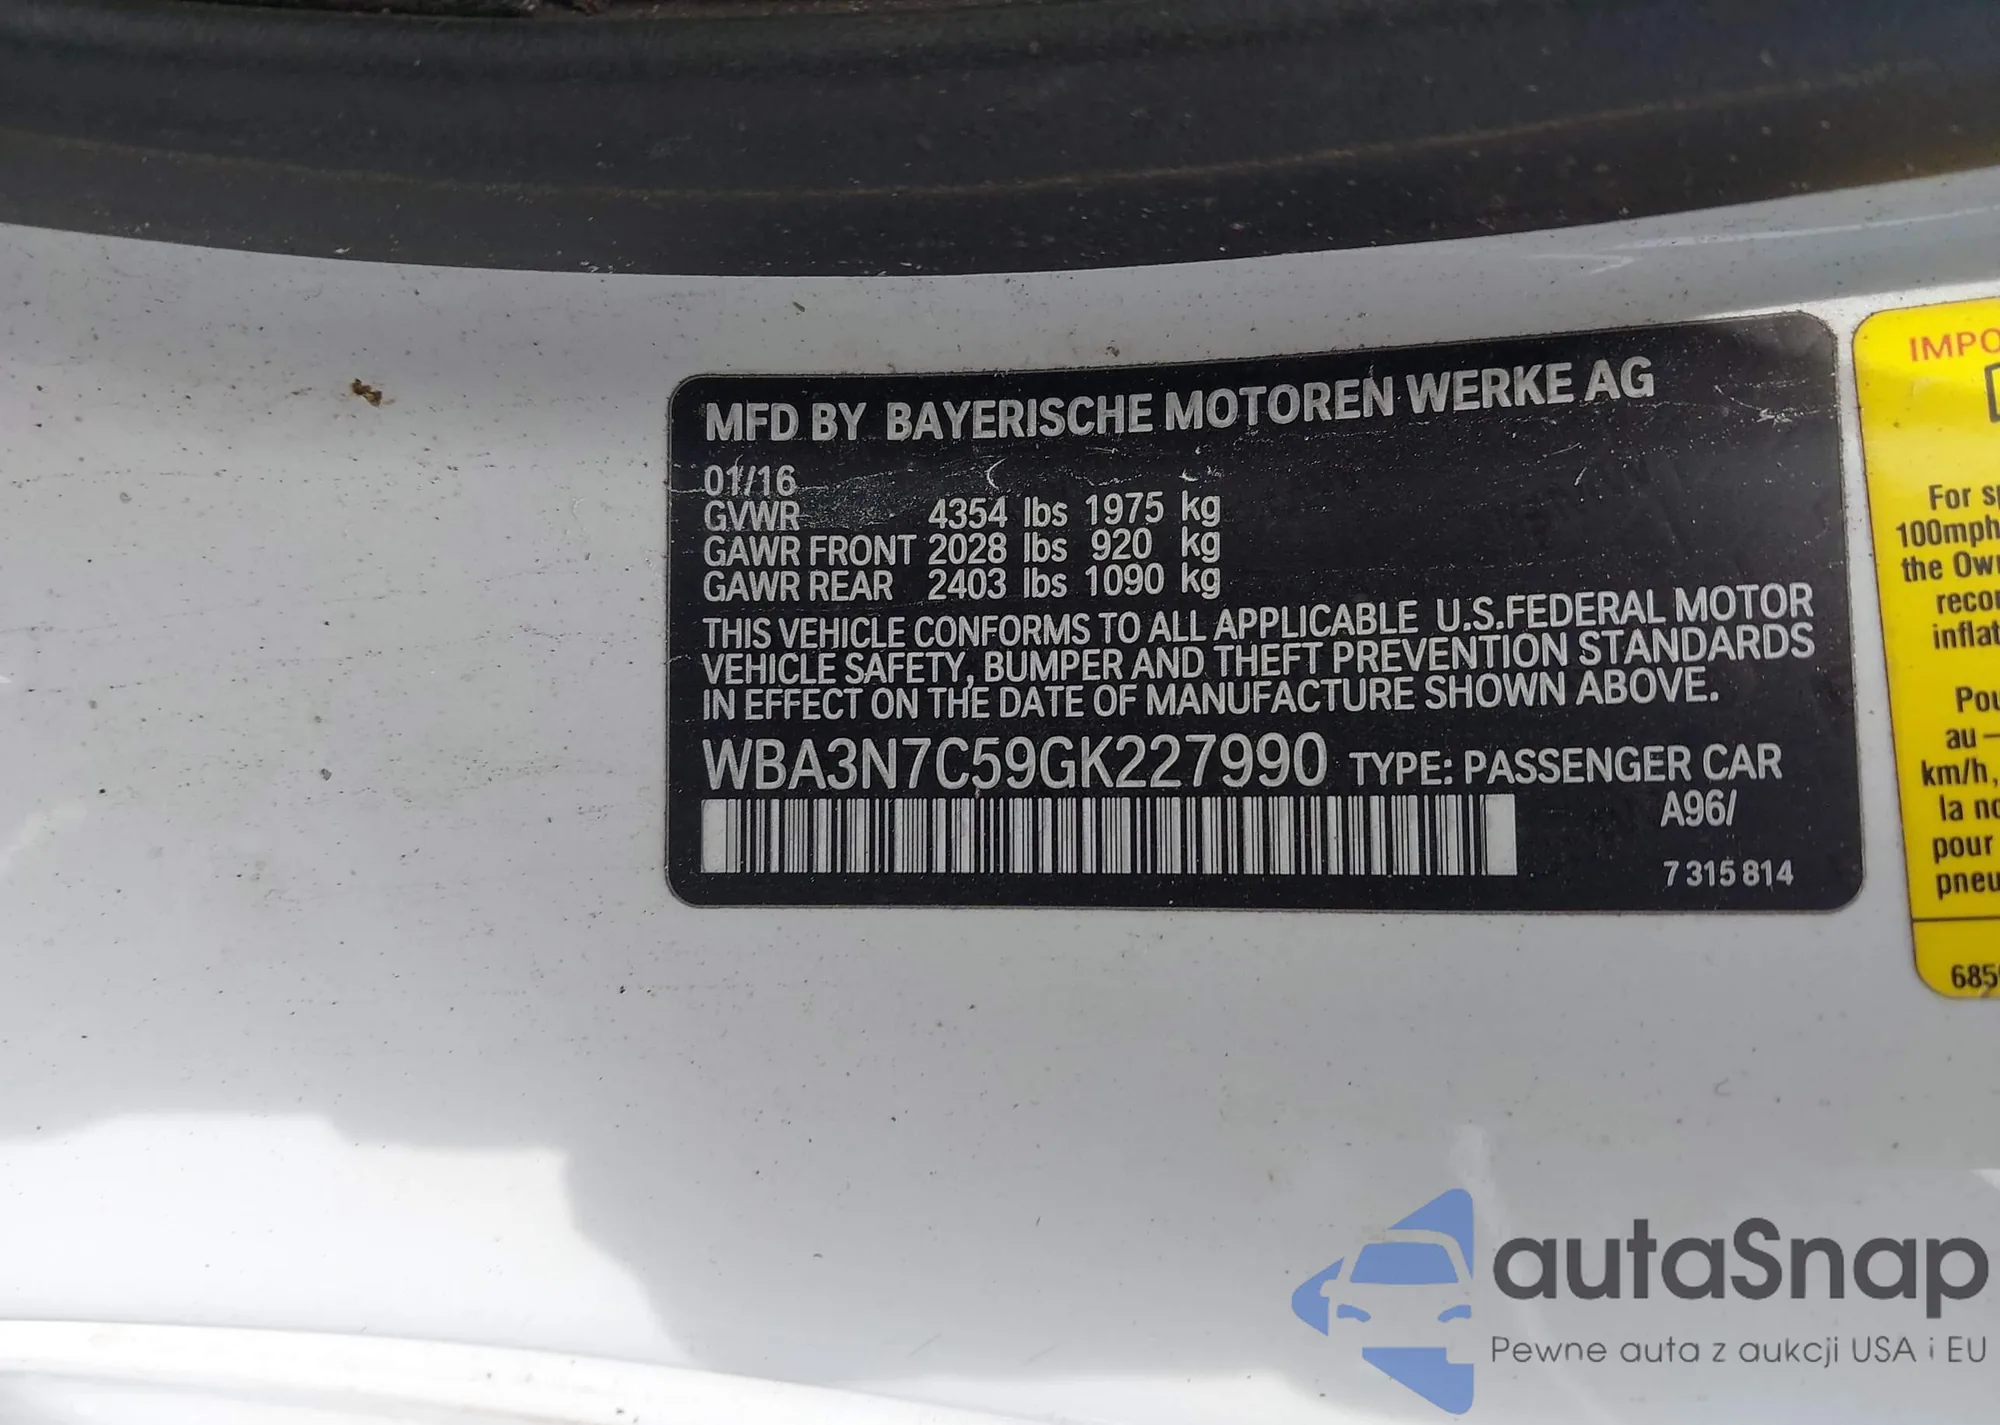 MFD BY BAYERISCHE MOTOREN WERKE AG
01/16
GVWR 4354 lbs 1975 kg
GAWR FRONT 2028 lbs 920 kg
GAWR REAR 2403 lbs 1090 kg
THIS VEHICLE CONFORMS TO ALL APPLICABLE U.S.FEDERAL MOTOR
VEHICLE SAFETY, BUMPER AND THEFT PREVENTION STANDARDS
IN EFFECT ON THE DATE OF MANUFACTURE SHOWN ABOVE.
WBA3N7C59GK227990 TYPE: PASSENGER CAR
A96/
7 315 814
IMPO
For s
100mph
the Ow
reco
inflat
Pou
au –
km/h,
la no
pour
pneu
685
autaSnap
Pewne auta z aukcji USA i EU